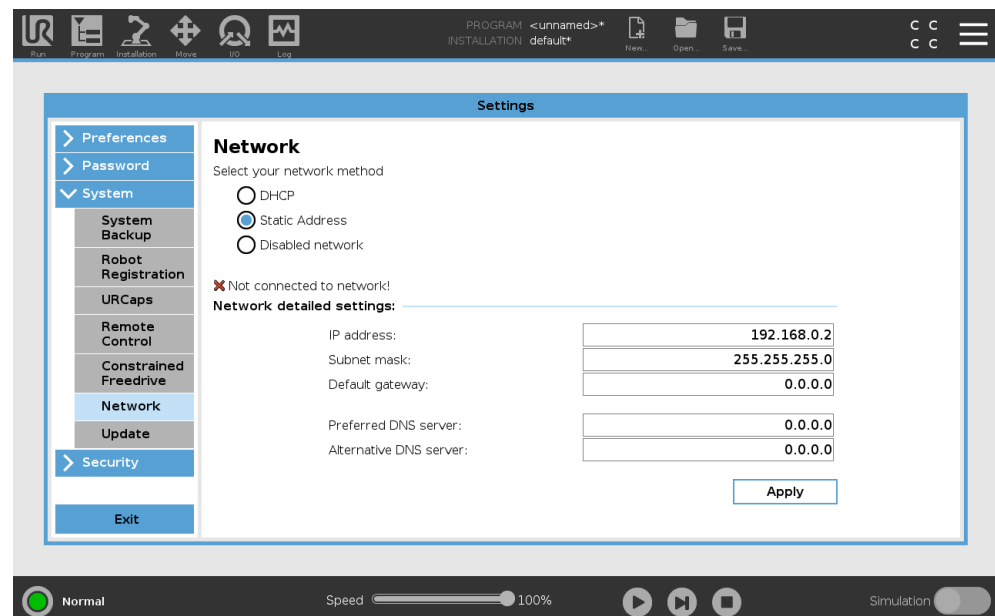 PROGRAM <unnamed>*
INSTALLATION default*
Run Program Installation Move I/O Log New... Open... Save...
C C
C C
Settings
Preferences
Password
System
System
Backup
Robot
Registration
URCaps
Remote
Control
Constrained
Freedrive
Network
Update
Security
Exit
Network
Select your network method
DHCP
Static Address
Disabled network
Not connected to network!
Network detailed settings:
IP address: 192.168.0.2
Subnet mask: 255.255.255.0
Default gateway: 0.0.0.0
Preferred DNS server: 0.0.0.0
Alternative DNS server: 0.0.0.0
Apply
Normal Speed 100% Simulation